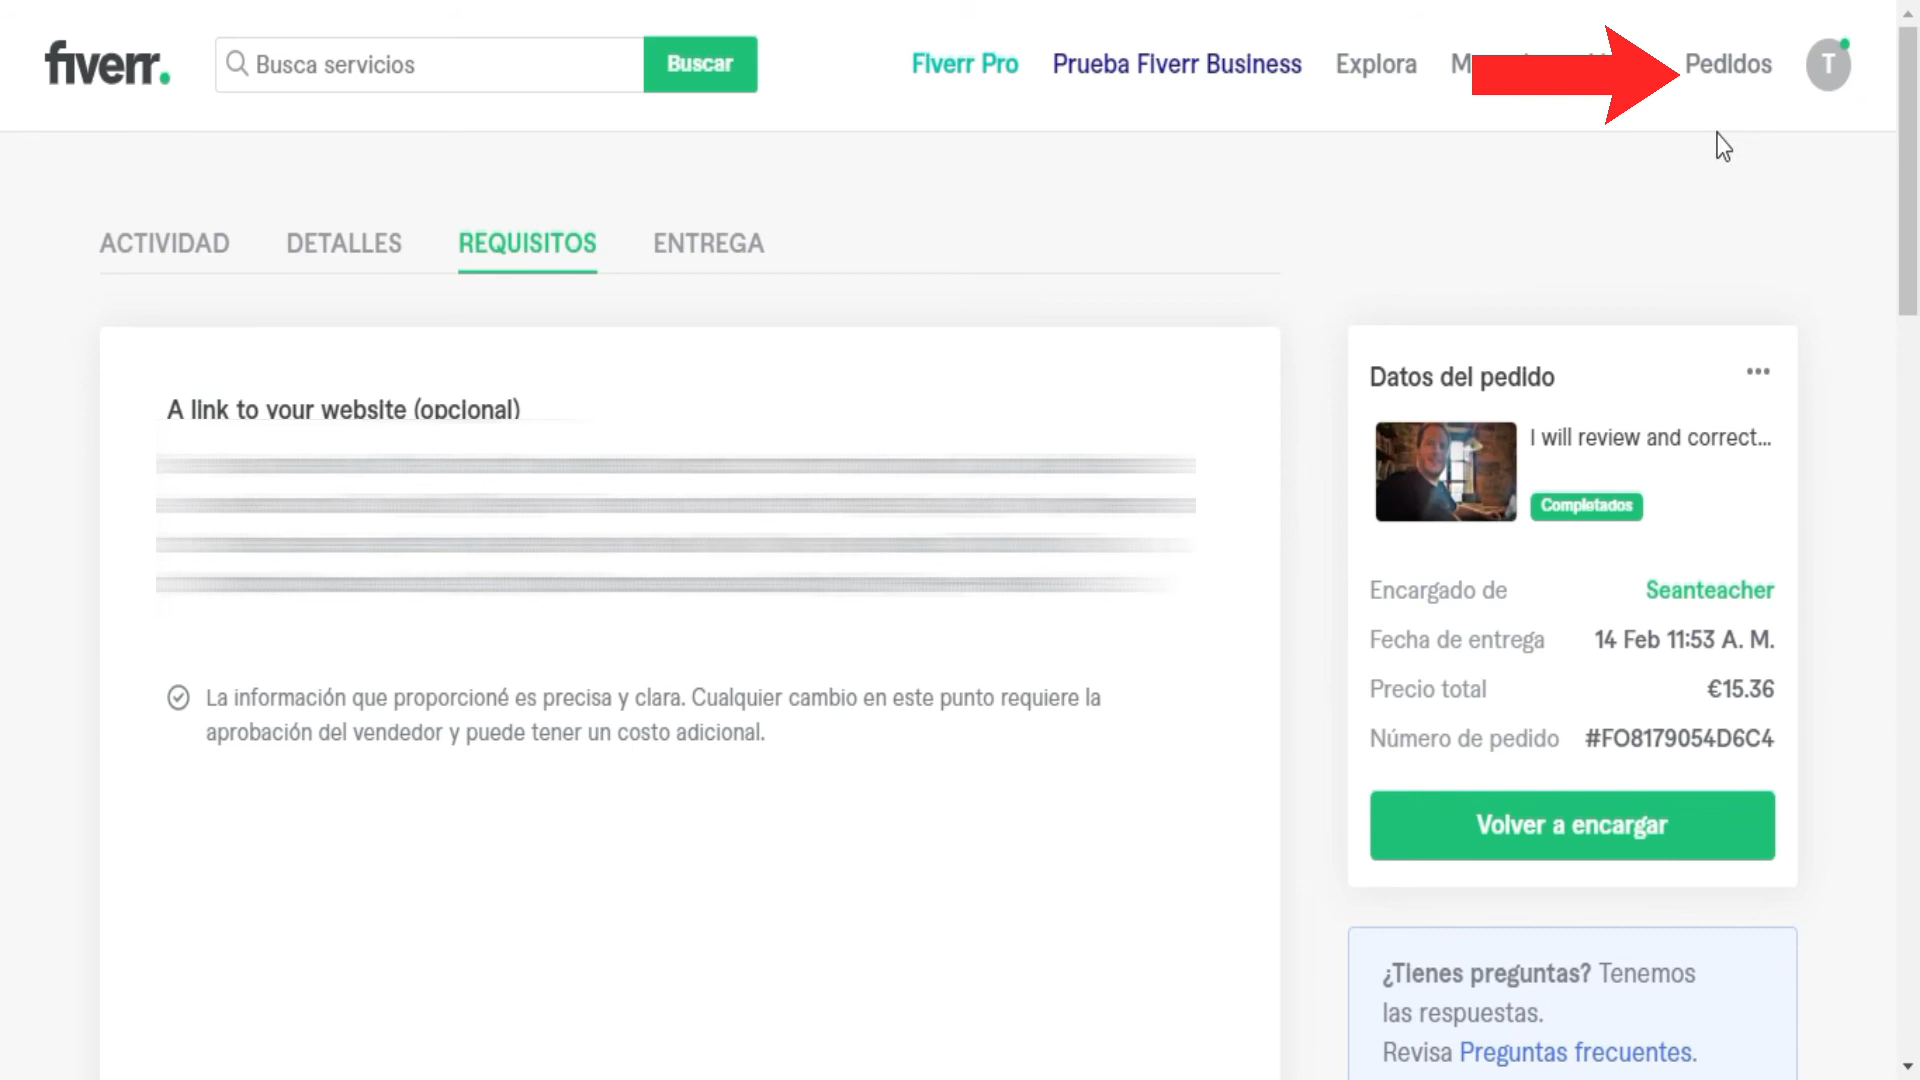 fiverr.
Busca servicios
Buscar
Fiverr Pro
Prueba Fiverr Business
Explora
Pedidos
T
ACTIVIDAD
DETALLES
REQUISITOS
ENTREGA
A link to your website (opcional)
La información que proporcioné es precisa y clara. Cualquier cambio en este punto requiere la
aprobación del vendedor y puede tener un costo adicional.
Datos del pedido
I will review and correct...
Completados
Encargado de Seanteacher
Fecha de entrega 14 Feb 11:53 A. M.
Precio total €15.36
Número de pedido #FO8179054D6C4
Volver a encargar
¿Tienes preguntas? Tenemos
las respuestas.
Revisa Preguntas frecuentes.